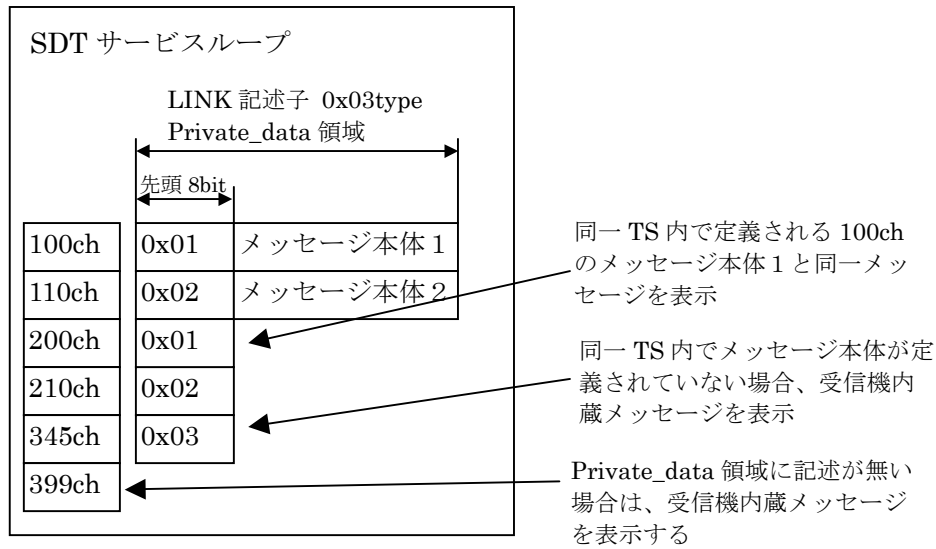 SDT サービスループ
LINK 記述子 0x03type
Private_data 領域
先頭 8bit
100ch 0x01 メッセージ本体１
110ch 0x02 メッセージ本体２
200ch 0x01
210ch 0x02
345ch 0x03
399ch
同一 TS 内で定義される 100ch
のメッセージ本体１と同一メッ
セージを表示
同一 TS 内でメッセージ本体が定
義されていない場合、受信機内
蔵メッセージを表示
Private_data 領域に記述が無い
場合は、受信機内蔵メッセージ
を表示する